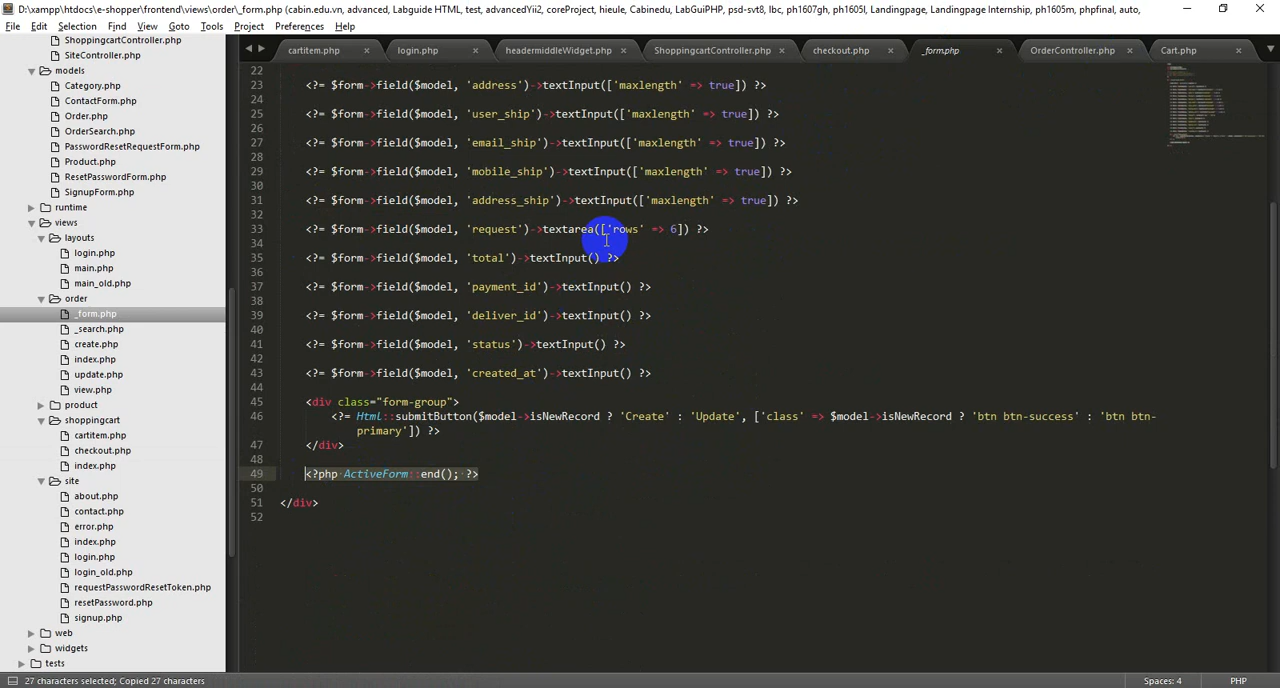 D:\xampp\htdocs\e-shopper\frontend\views\order\_form.php (cabin.edu.vn, advanced, Labguide HTML, test, advancedYii2, coreProject, hieule, Cabinedu, LabGuiPHP, psd-svt8, lbc, ph1607gh, ph1605l, Landingpage, Landingpage Internship, ph1605m, phpfinal, auto,
File Edit Selection Find View Goto Tools Project Preferences Help
ShoppingcartController.php
SiteController.php
models
Category.php
ContactForm.php
Order.php
OrderSearch.php
PasswordResetRequestForm.php
Product.php
ResetPasswordForm.php
SignupForm.php
runtime
views
layouts
login.php
main.php
main_old.php
order
_form.php
_search.php
create.php
index.php
update.php
view.php
product
shoppingcart
cartitem.php
checkout.php
index.php
site
about.php
contact.php
error.php
index.php
login.php
login_old.php
requestPasswordResetToken.php
resetPassword.php
signup.php
web
widgets
tests
cartitem.php × login.php × headermiddleWidget.php × ShoppingcartController.php × checkout.php × _form.php × OrderController.php × Cart.php ×
22
23 <?= $form->field($model, 'address')->textInput(['maxlength' => true]) ?>
24
25 <?= $form->field($model, 'user_ship')->textInput(['maxlength' => true]) ?>
26
27 <?= $form->field($model, 'email_ship')->textInput(['maxlength' => true]) ?>
28
29 <?= $form->field($model, 'mobile_ship')->textInput(['maxlength' => true]) ?>
30
31 <?= $form->field($model, 'address_ship')->textInput(['maxlength' => true]) ?>
32
33 <?= $form->field($model, 'request')->textarea(['rows' => 6]) ?>
34
35 <?= $form->field($model, 'total')->textInput() ?>
36
37 <?= $form->field($model, 'payment_id')->textInput() ?>
38
39 <?= $form->field($model, 'deliver_id')->textInput() ?>
40
41 <?= $form->field($model, 'status')->textInput() ?>
42
43 <?= $form->field($model, 'created_at')->textInput() ?>
44
45 <div class="form-group">
46 <?= Html::submitButton($model->isNewRecord ? 'Create' : 'Update', ['class' => $model->isNewRecord ? 'btn btn-success' : 'btn btn-
primary']) ?>
47 </div>
48
49 <?php ActiveForm::end(); ?>
50
51 </div>
52
27 characters selected; Copied 27 characters Spaces: 4 PHP